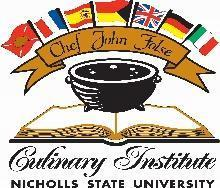 Chef John Folse
Culinary Institute
NICHOLLS STATE UNIVERSITY